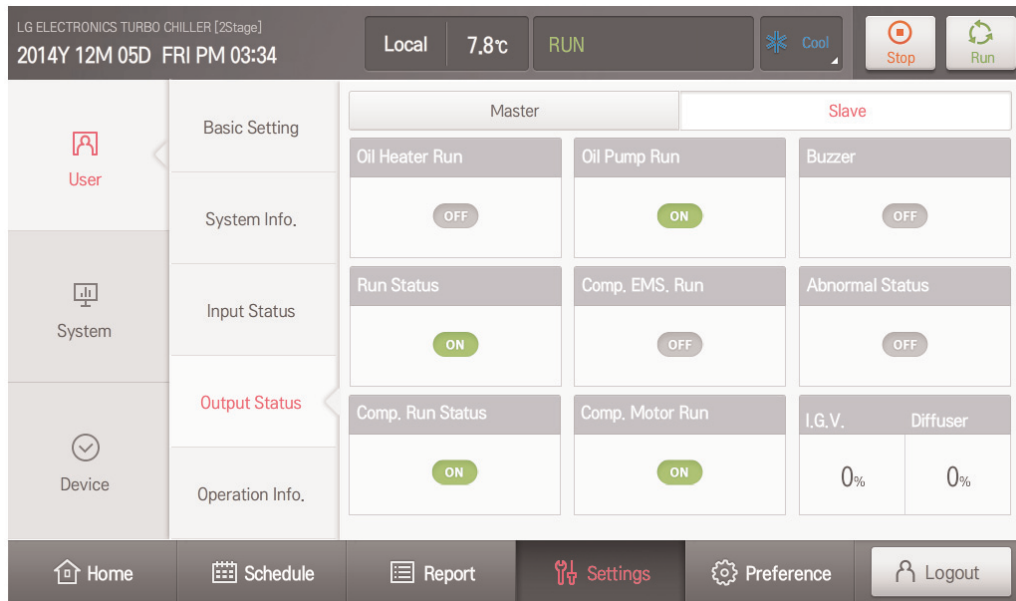 LG ELECTRONICS TURBO CHILLER [2Stage]
2014Y 12M 05D FRI PM 03:34
Local 7.8℃ RUN Cool
Stop Run
User
System
Device
Basic Setting
System Info.
Input Status
Output Status
Operation Info.
Master Slave
Oil Heater Run Oil Pump Run Buzzer
OFF ON OFF
Run Status Comp. EMS. Run Abnormal Status
ON OFF OFF
Comp. Run Status Comp. Motor Run I.G.V. Diffuser
ON ON 0% 0%
Home Schedule Report Settings Preference Logout